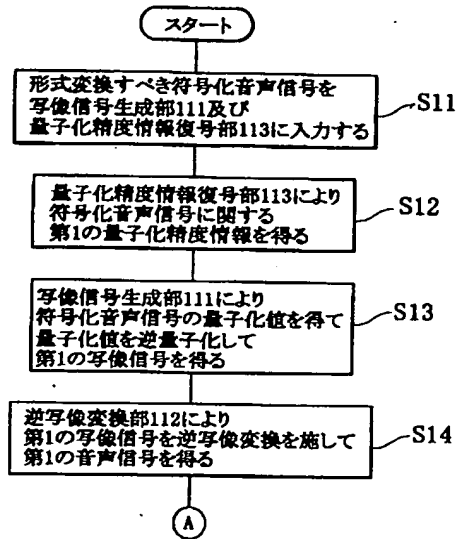 スタート
形式変換すべき符号化音声信号を
写像信号生成部111及び
量子化精度情報復号部113に入力する
S11
量子化精度情報復号部113により
符号化音声信号に関する
第1の量子化精度情報を得る
S12
写像信号生成部111により
符号化音声信号の量子化値を得て
量子化値を逆量子化して
第1の写像信号を得る
S13
逆写像変換部112により
第1の写像信号を逆写像変換を施して
第1の音声信号を得る
S14
A